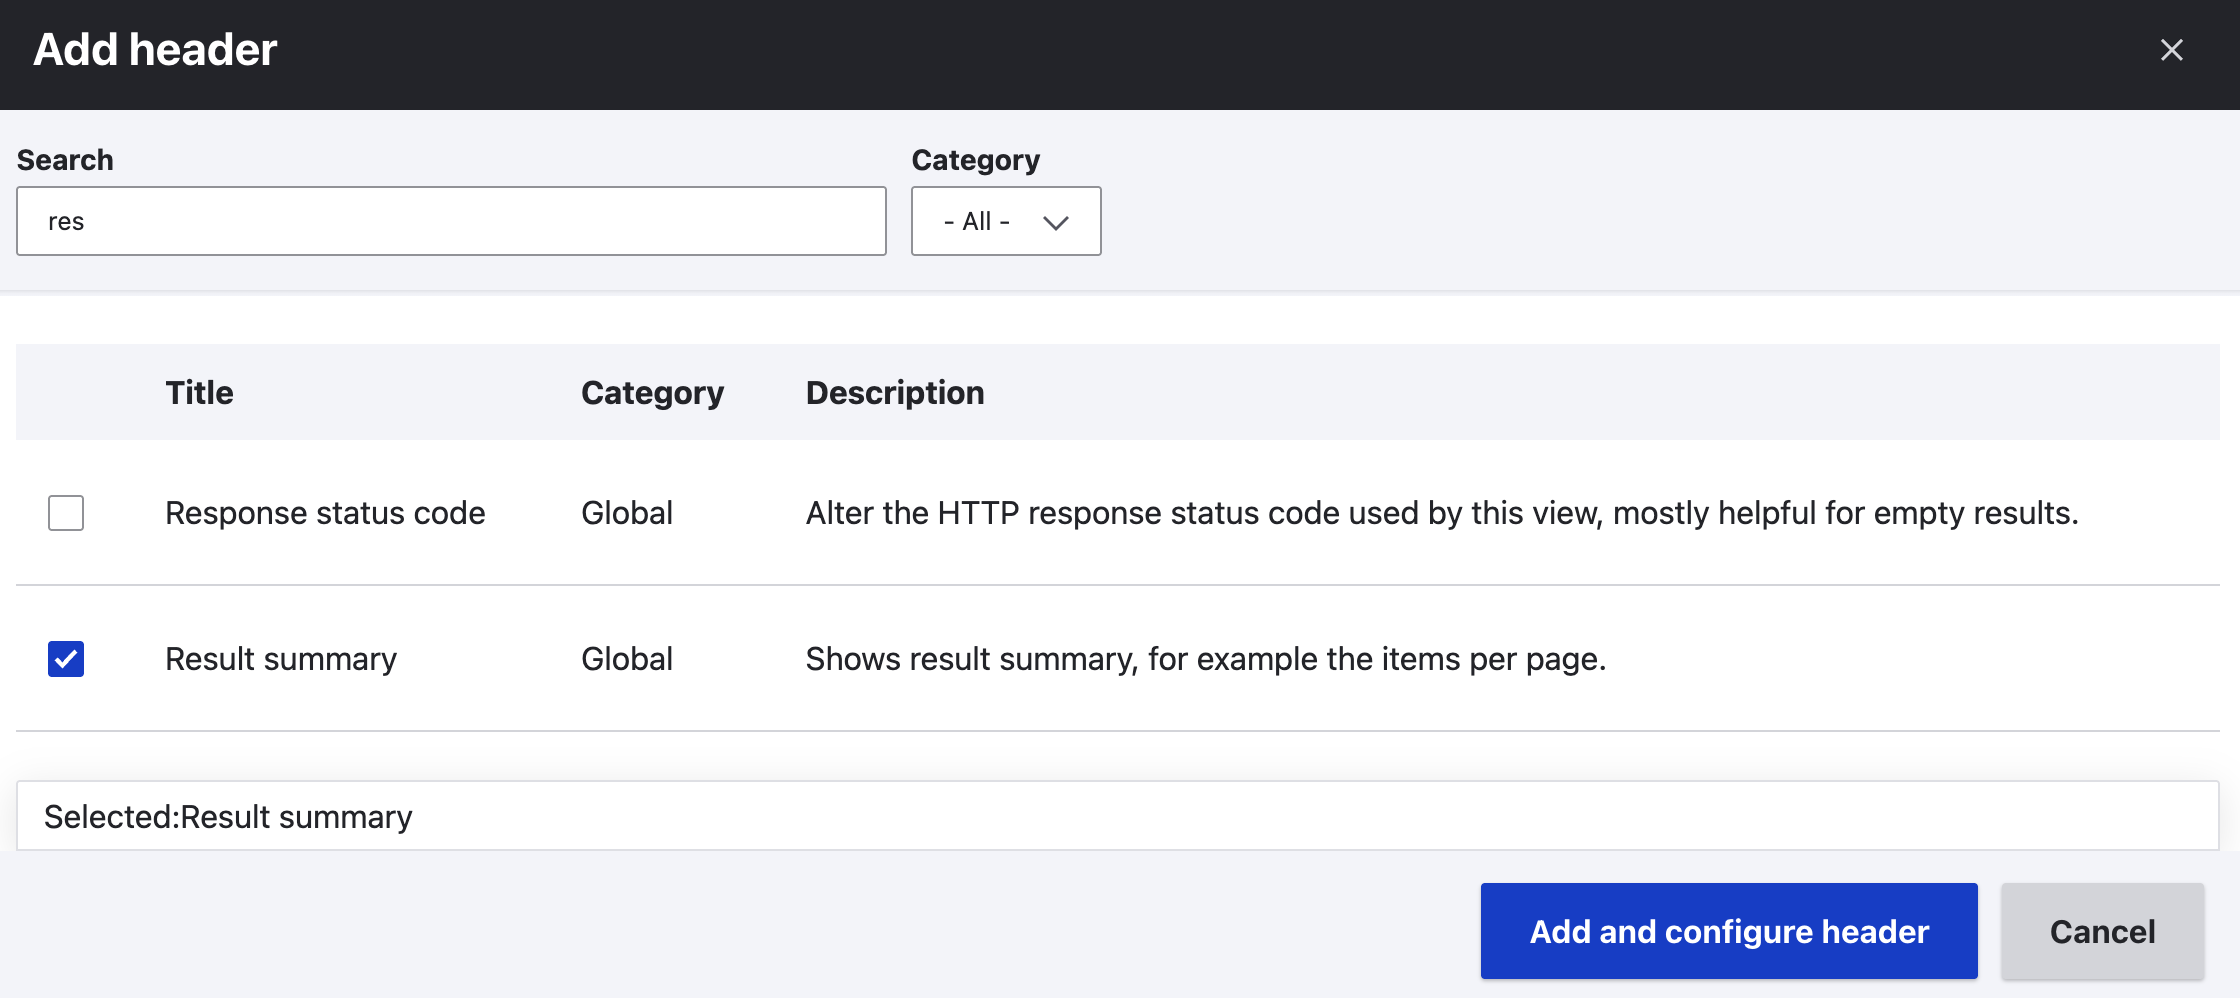 Add header
Search
Category
res
- All -
Title Category Description
Response status code Global Alter the HTTP response status code used by this view, mostly helpful for empty results.
Result summary Global Shows result summary, for example the items per page.
Selected:Result summary
Add and configure header
Cancel